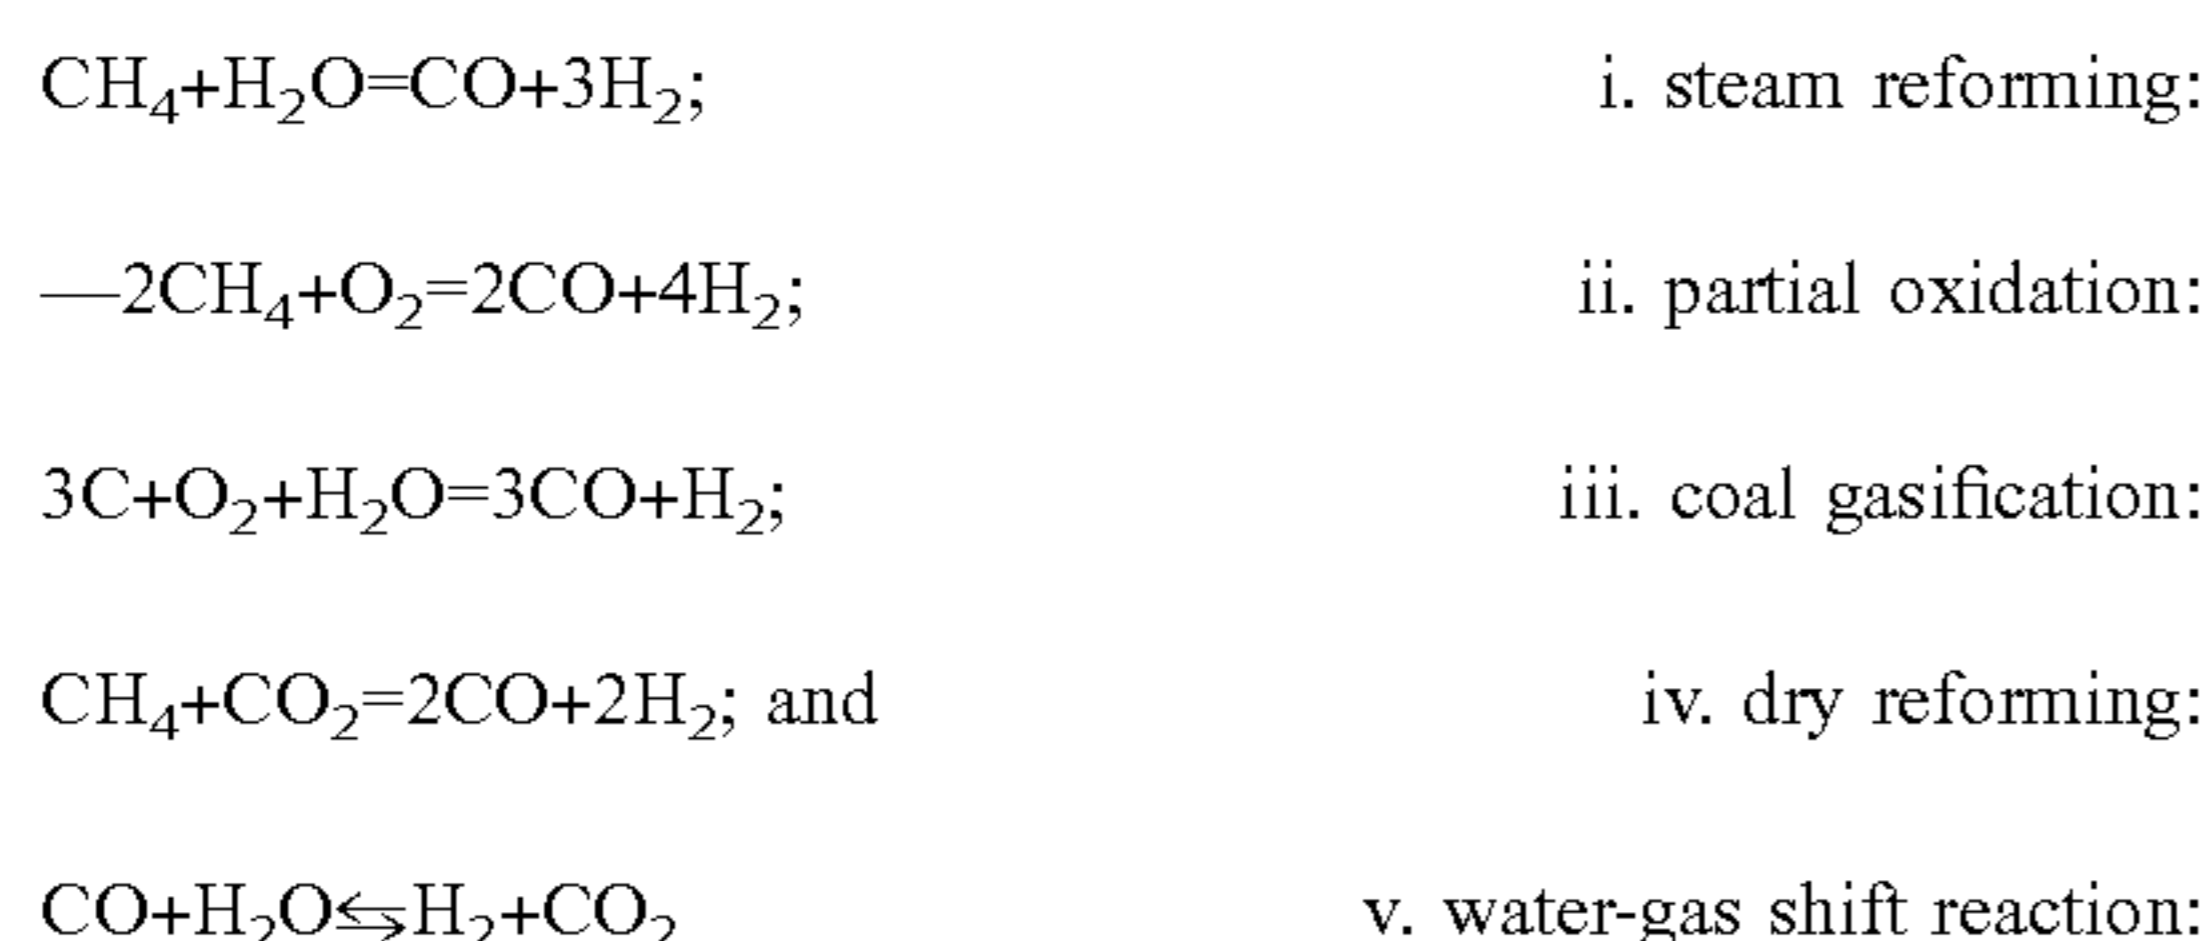 CH₄+H₂O=CO+3H₂; i. steam reforming:
—2CH₄+O₂=2CO+4H₂; ii. partial oxidation:
3C+O₂+H₂O=3CO+H₂; iii. coal gasification:
CH₄+CO₂=2CO+2H₂; and iv. dry reforming:
CO+H₂O⇆H₂+CO₂ v. water-gas shift reaction: